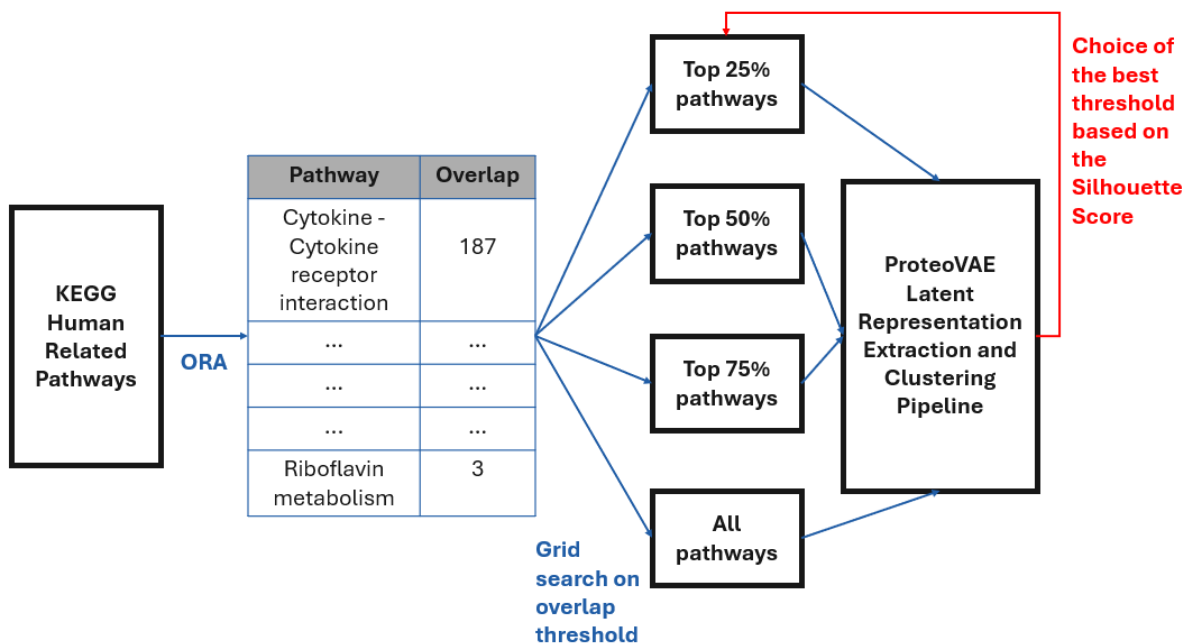 KEGG
Human
Related
Pathways
ORA
Pathway Overlap
Cytokine -
Cytokine
receptor
interaction
187
... ...
... ...
... ...
Riboflavin
metabolism
3
Grid
search on
overlap
threshold
Top 25%
pathways
Top 50%
pathways
Top 75%
pathways
All
pathways
ProteoVAE
Latent
Representation
Extraction and
Clustering
Pipeline
Choice of
the best
threshold
based on
the
Silhouette
Score